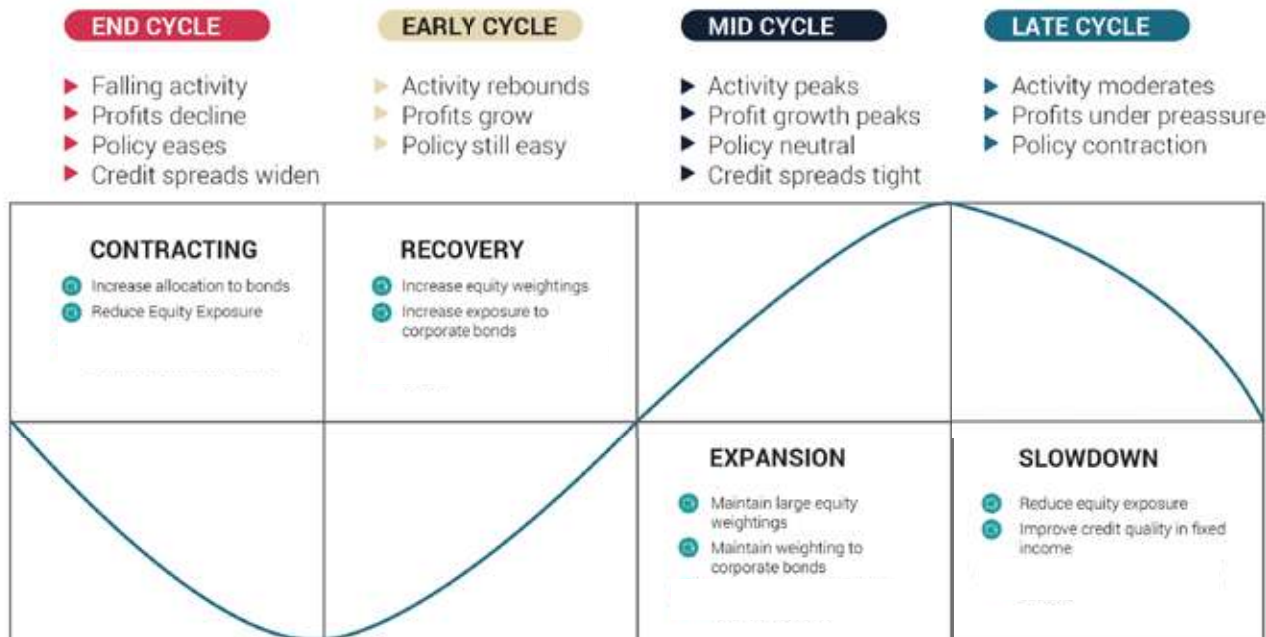 END CYCLE
Falling activity
Profits decline
Policy eases
Credit spreads widen
EARLY CYCLE
Activity rebounds
Profits grow
Policy still easy
MID CYCLE
Activity peaks
Profit growth peaks
Policy neutral
Credit spreads tight
LATE CYCLE
Activity moderates
Profits under preassure
Policy contraction
CONTRACTING
Increase allocation to bonds
Reduce Equity Exposure
RECOVERY
Increase equity weightings
Increase exposure to
corporate bonds
EXPANSION
Maintain large equity
weightings
Maintain weighting to
corporate bonds
SLOWDOWN
Reduce equity exposure
Improve credit quality in fixed
income